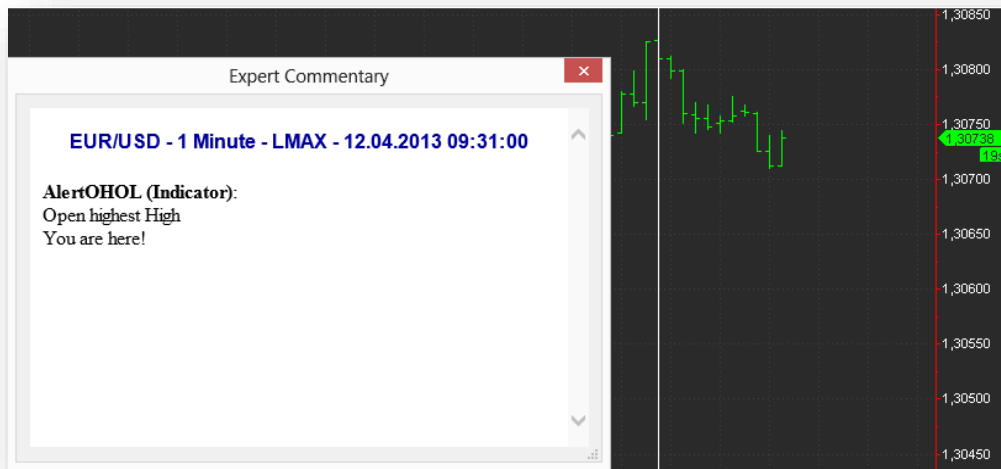 Expert Commentary
EUR/USD - 1 Minute - LMAX - 12.04.2013 09:31:00
AlertOHOL (Indicator):
Open highest High
You are here!
1,30850
1,30800
1,30750
1,30738
1,30700
1,30650
1,30600
1,30550
1,30500
1,30450